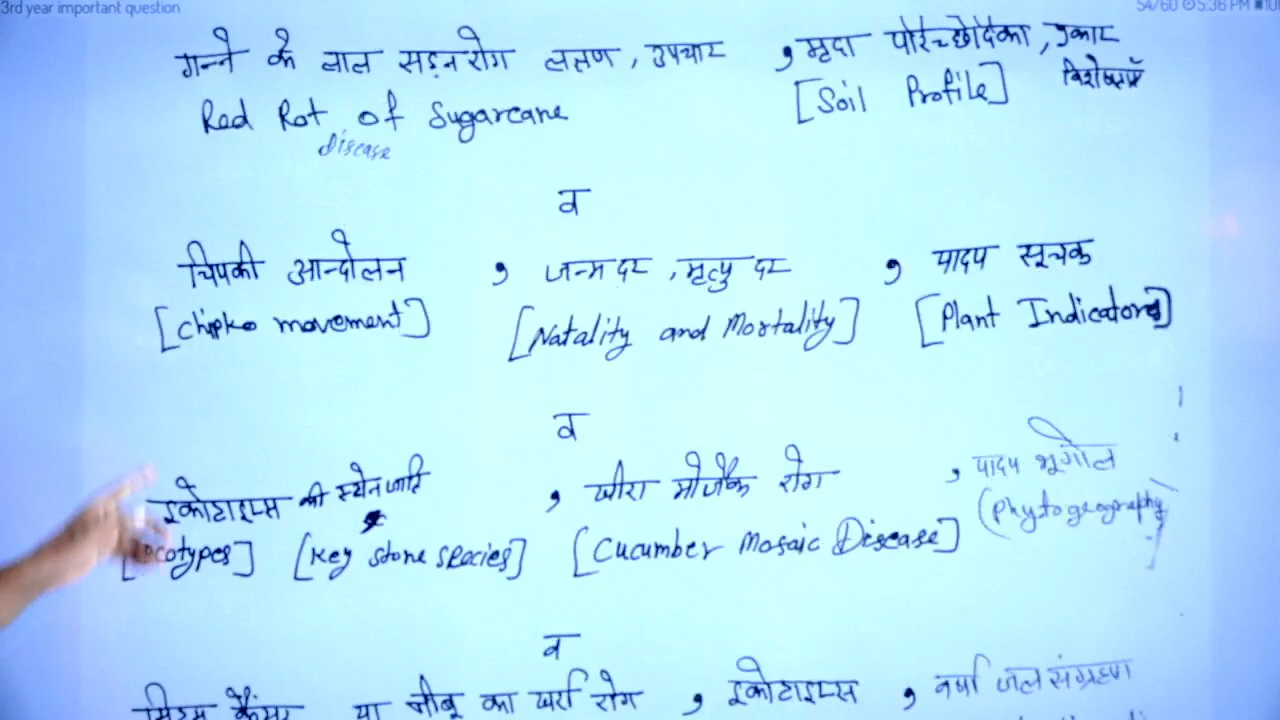 3rd year important question
54/60 5:36 PM
गन्ने के लाल सड़न रोग लक्षण, उपचार , मृदा परिच्छेदिका, प्रकार
विशेषताएँ
Red Rot of Sugarcane [Soil Profile]
Disease
व
चिपको आन्दोलन , जन्म दर, मृत्यु दर , पादप सूचक
[Chipko movement] [Natality and Mortality] [Plant Indicators]
व
इकोटाइप्स की स्टोन जाति , खीरा मोजैक रोग , पादप भूगोल
[ecotypes] [Key stone species] [Cucumber Mosaic Disease] (Phytogeography)
व
सिट्रस कैंकर या नीबू का खर्रा रोग , इकोटाइप्स , वर्षा जल संग्रहण